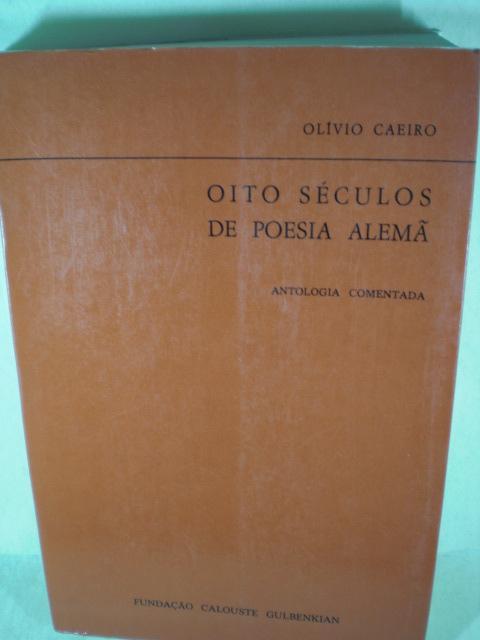 OLÍVIO CAEIRO
OITO SÉCULOS
DE POESIA ALEMÃ
ANTOLOGIA COMENTADA
FUNDAÇÃO CALOUSTE GULBENKIAN